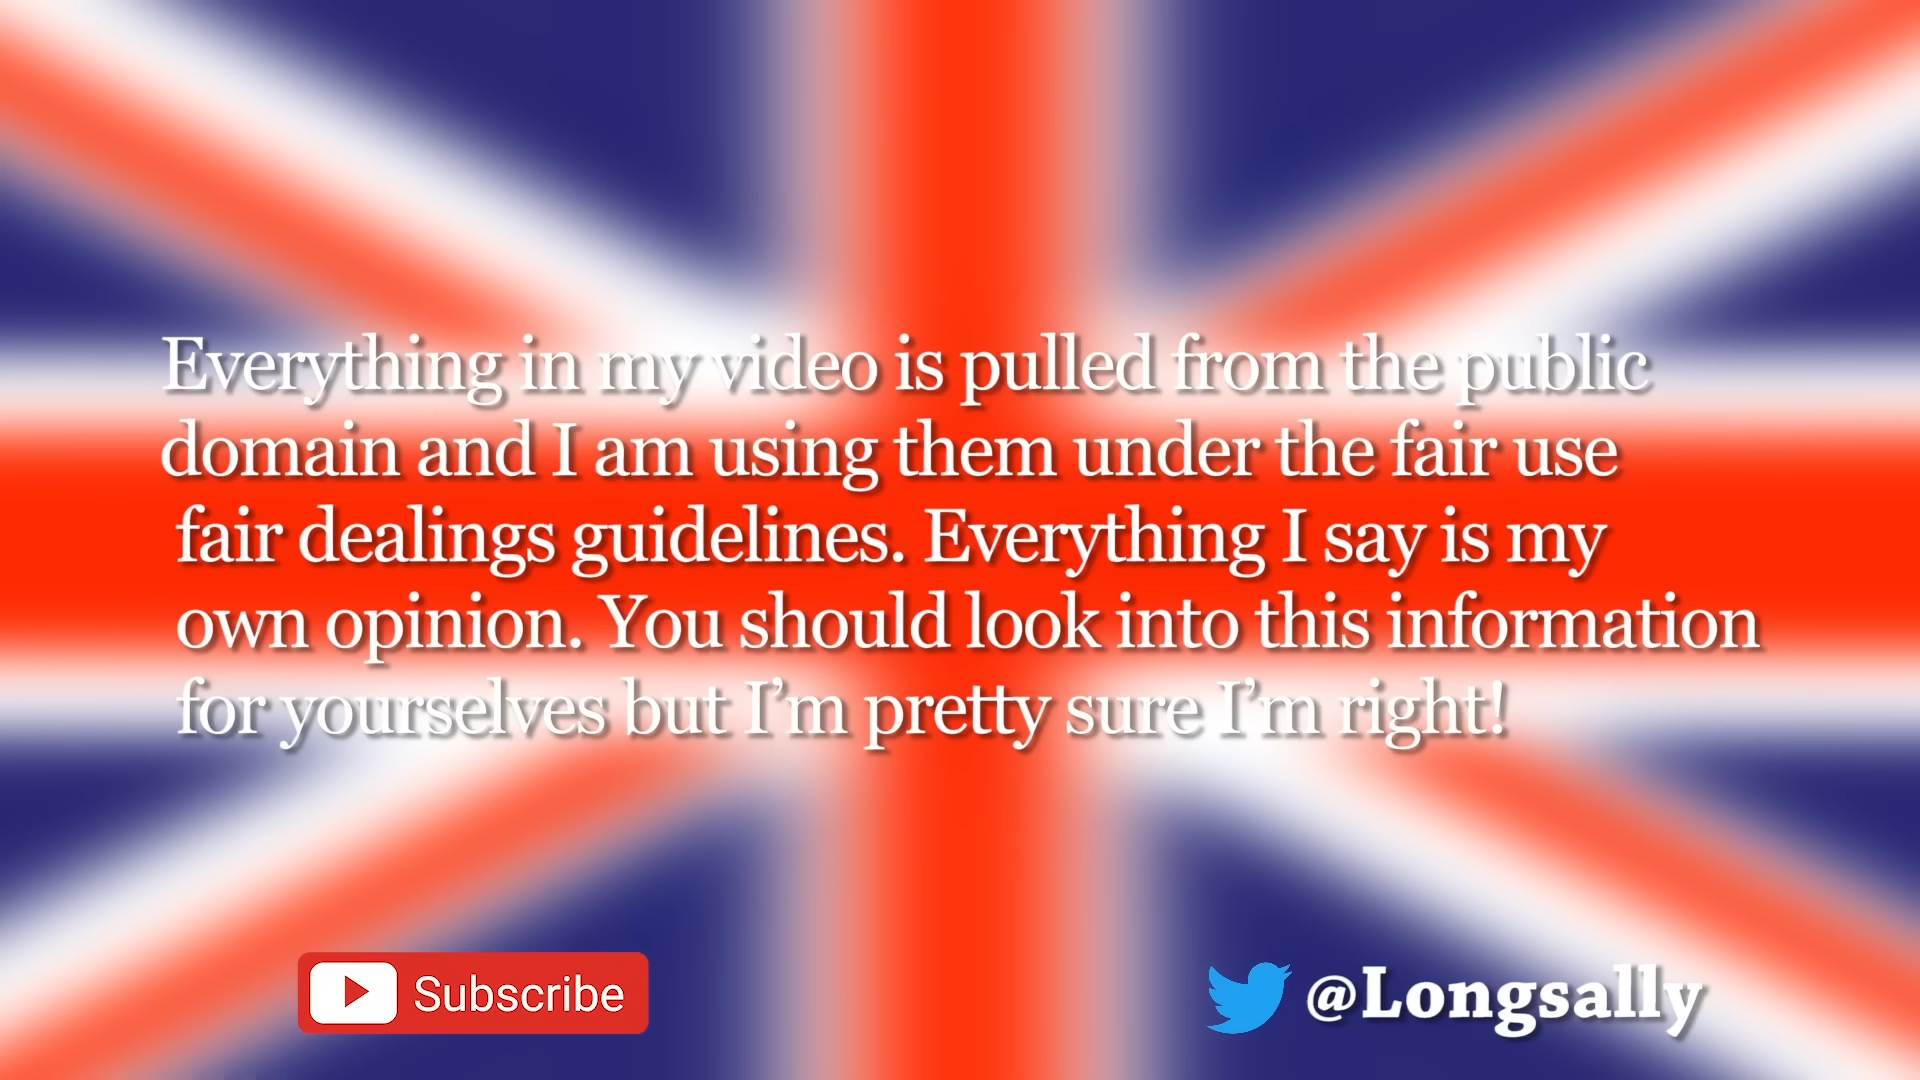 Everything in my video is pulled from the public
domain and I am using them under the fair use
fair dealings guidelines. Everything I say is my
own opinion. You should look into this information
for yourselves but I’m pretty sure I’m right!
Subscribe
@Longsally